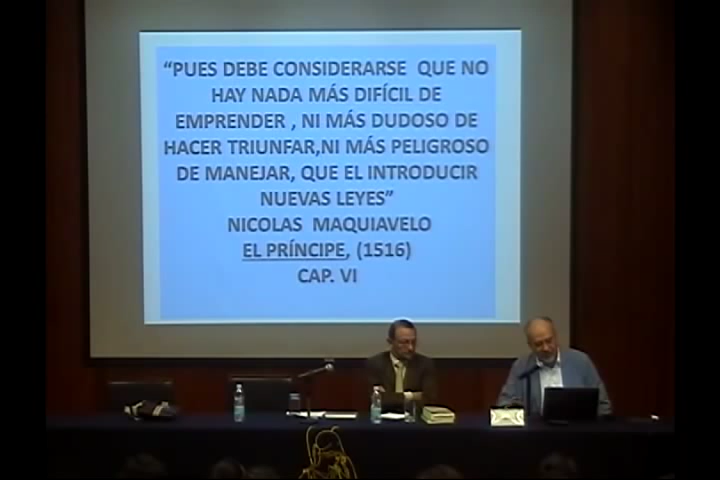 “PUES DEBE CONSIDERARSE QUE NO
HAY NADA MÁS DIFÍCIL DE
EMPRENDER , NI MÁS DUDOSO DE
HACER TRIUNFAR,NI MÁS PELIGROSO
DE MANEJAR, QUE EL INTRODUCIR
NUEVAS LEYES”
NICOLAS MAQUIAVELO
EL PRÍNCIPE, (1516)
CAP. VI